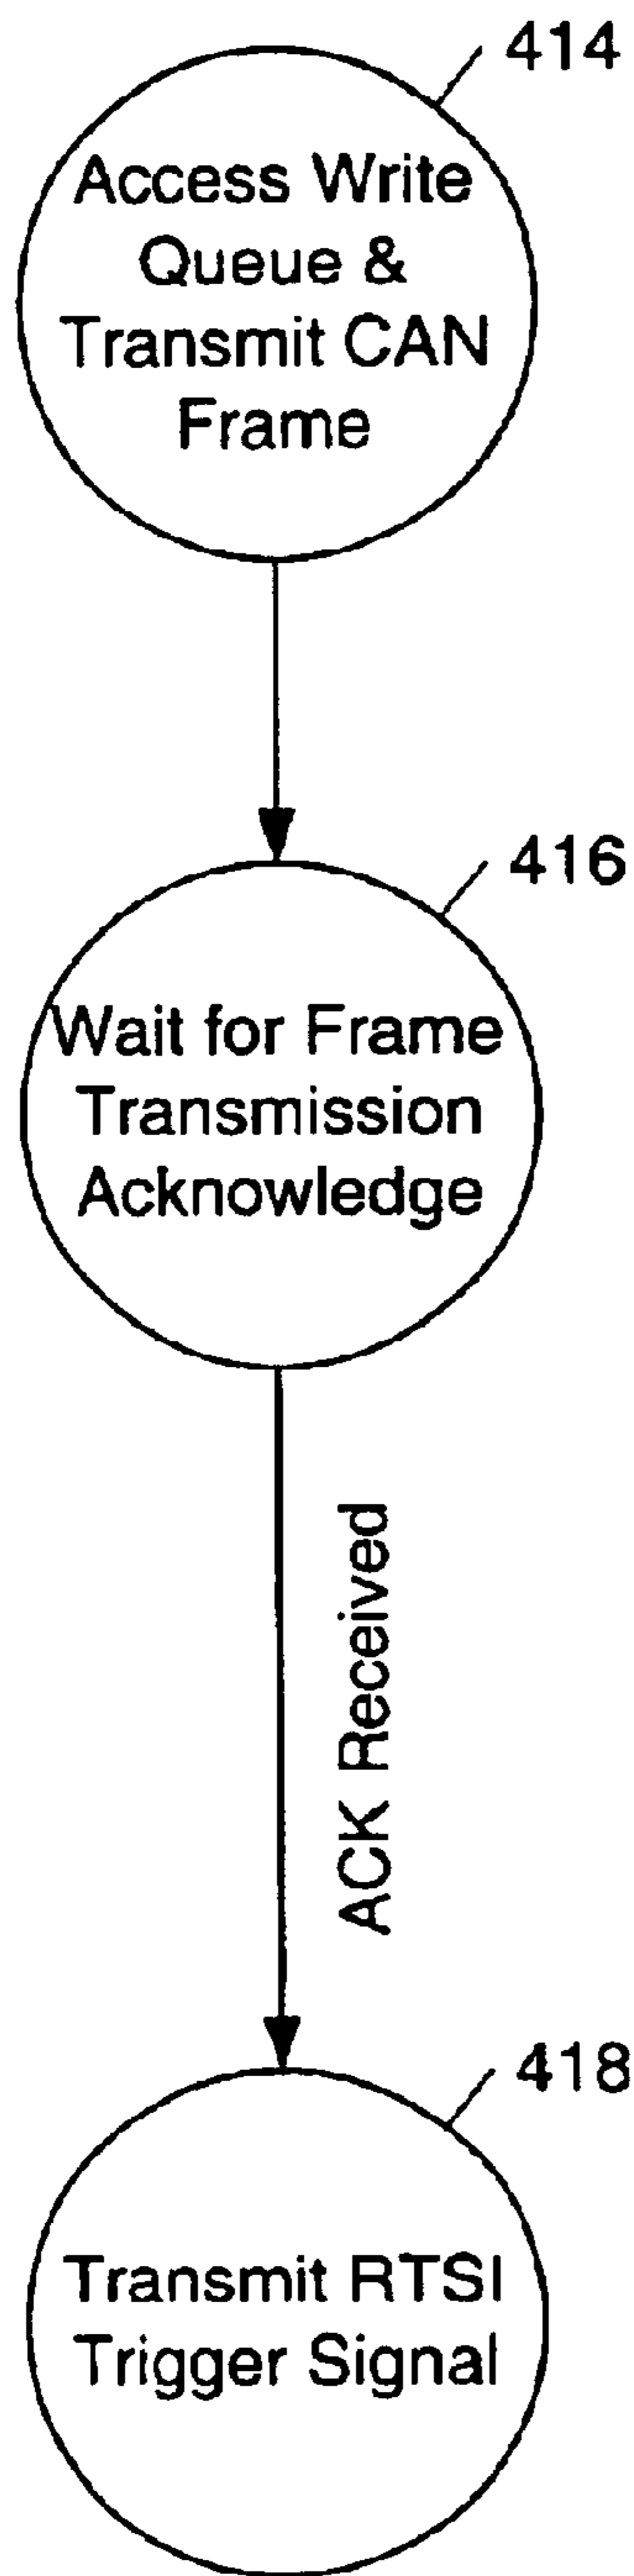 414
Access Write
Queue &
Transmit CAN
Frame
416
Wait for Frame
Transmission
Acknowledge
ACK Received
418
Transmit RTSI
Trigger Signal